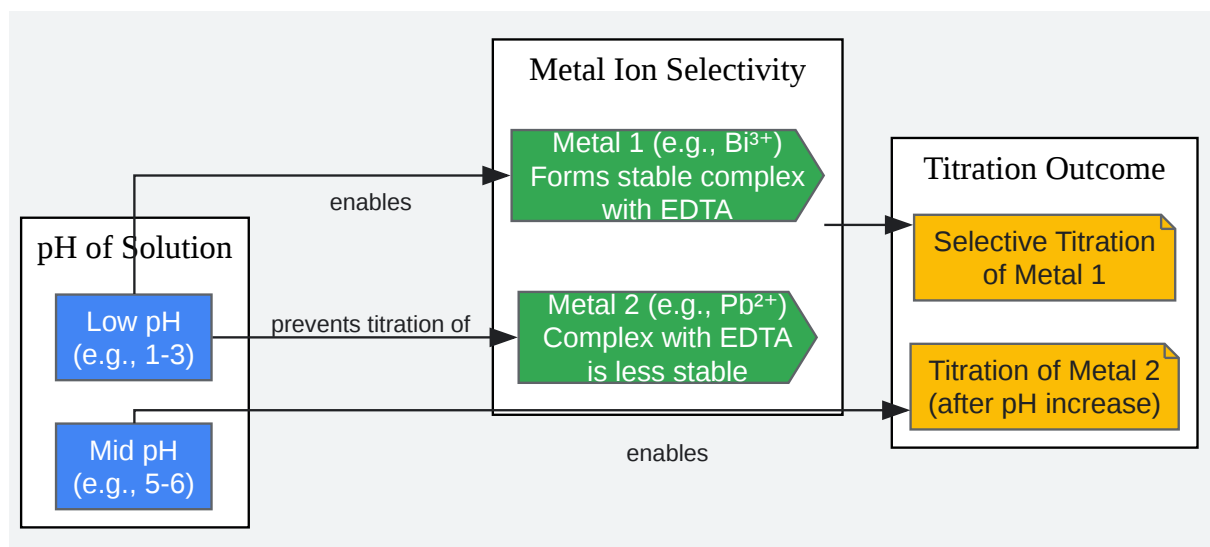 pH of Solution
Low pH
(e.g., 1-3)
Mid pH
(e.g., 5-6)
enables
prevents titration of
enables
Metal Ion Selectivity
Metal 1 (e.g., Bi³⁺)
Forms stable complex
with EDTA
Metal 2 (e.g., Pb²⁺)
Complex with EDTA
is less stable
Titration Outcome
Selective Titration
of Metal 1
Titration of Metal 2
(after pH increase)